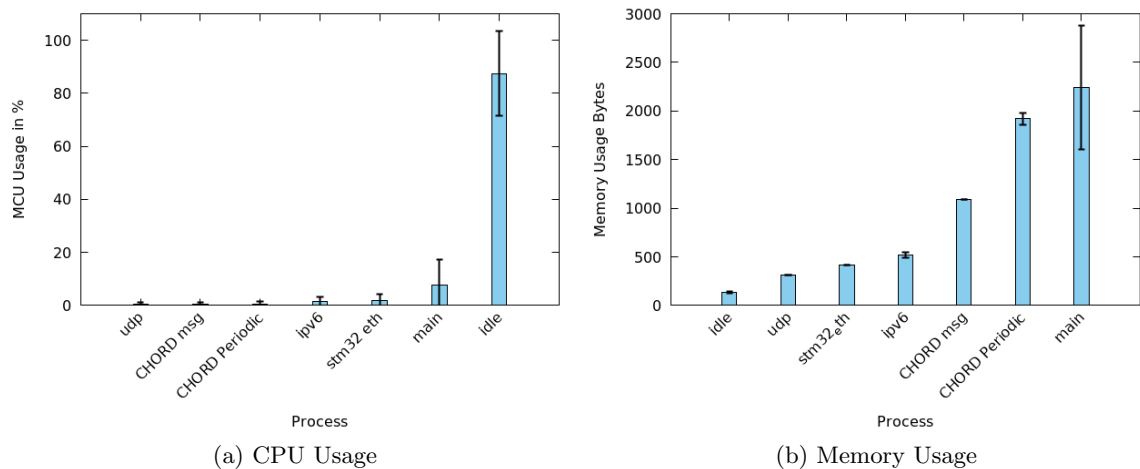 MCU Usage in %
100
80
60
40
20
0
udp
CHORD msg
CHORD Periodic
ipv6
stm32 eth
main
idle
Process
(a) CPU Usage
Memory Usage Bytes
3000
2500
2000
1500
1000
500
0
idle
udp
stm32eth
ipv6
CHORD msg
CHORD Periodic
main
Process
(b) Memory Usage